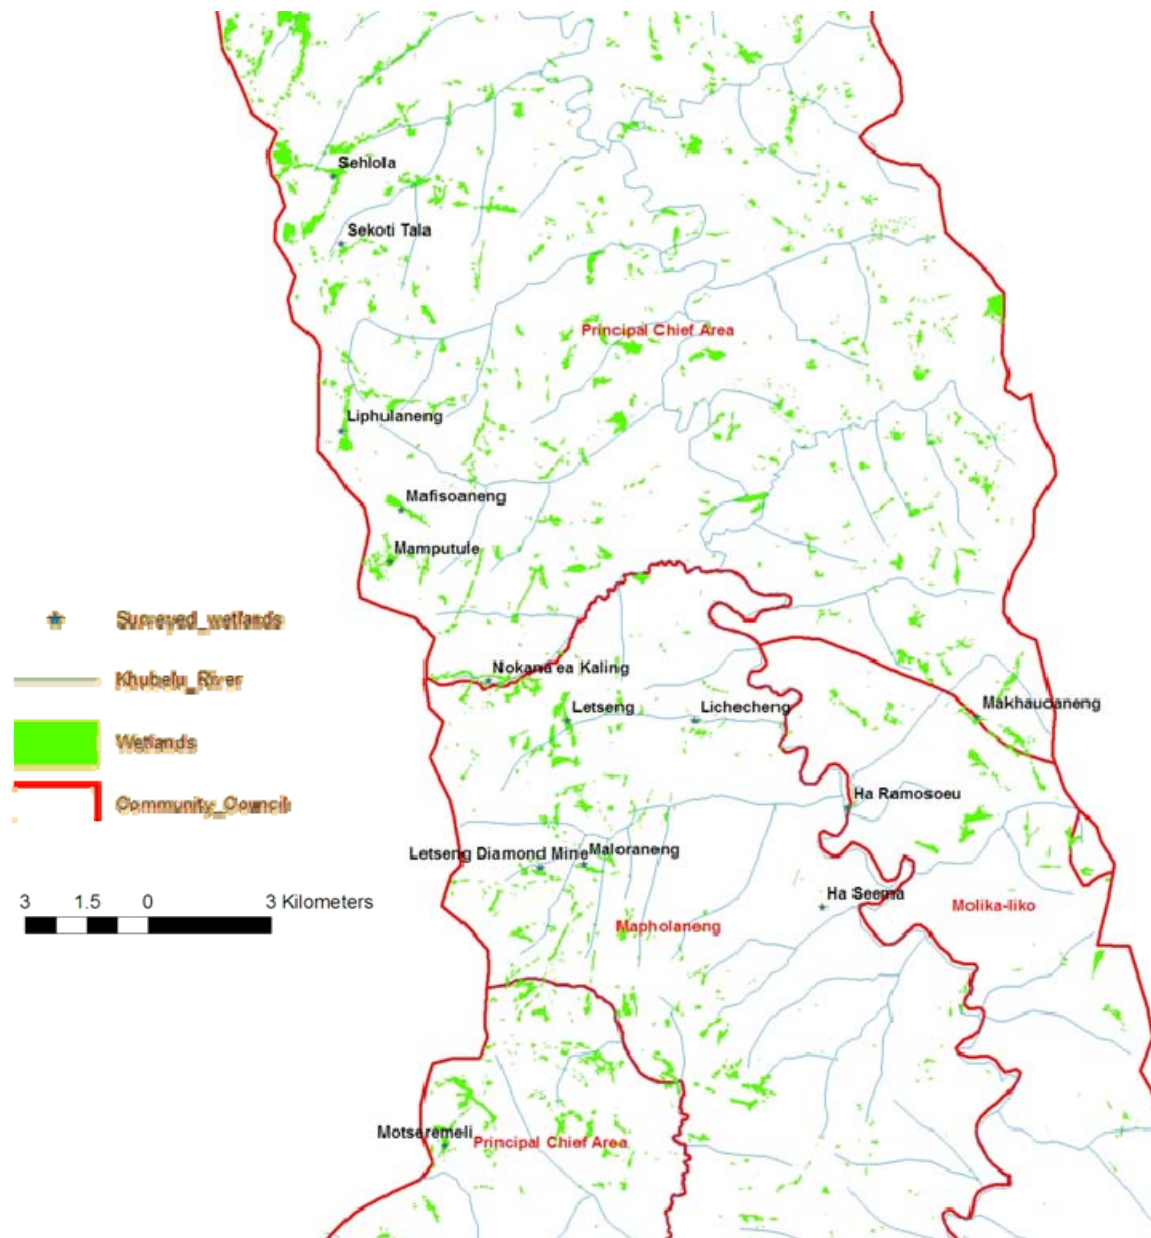 Sehlola
Sekoti Tala
Principal Chief Area
Liphulaneng
Mafisoaneng
Mamputule
Surveyed_wetlands
Khubelu_River
Wetlands
Community_Council
Nokana ea Kaling
Letseng
Lichecheng
Makhaudaneng
Ha Ramosoeu
Letseng Diamond Mine
Maloraneng
3 1.5 0 3 Kilometers
Ha Seema
Molika-liko
Mapholaneng
Motseremeli
Principal Chief Area